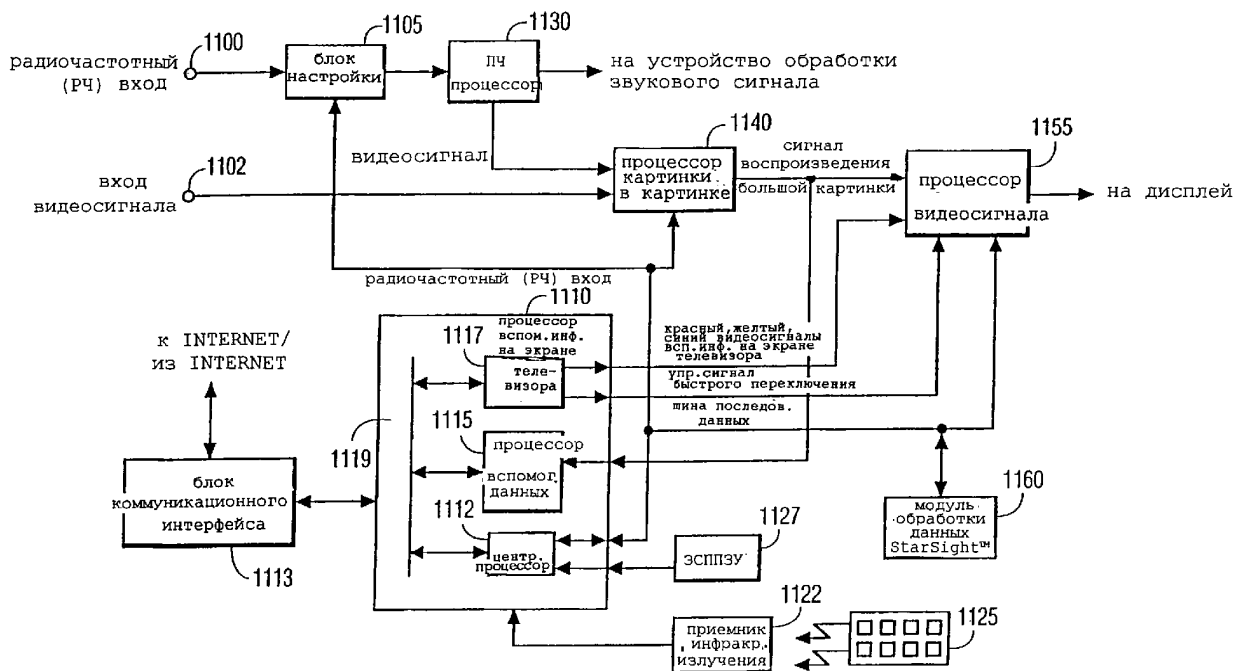 1100
радиочастотный
(РЧ) вход
1105
блок
настройки
1130
ПЧ
процессор
на устройство обработки
звукового сигнала
1102
вход
видеосигнала
видеосигнал
1140
процессор
картинки
в картинке
сигнал
воспроизведения
большой картинки
1155
процессор
видеосигнала
на дисплей
радиочастотный (РЧ) вход
1110
к INTERNET/
из INTERNET
1117
процессор
вспом.инф.
на экране
теле-
визора
красный,желтый,
синий видеосигналы
всп.инф. на экране
телевизора
упр.сигнал
быстрого переключения
шина последов.
данных
1119
1115
процессор
вспомог.
данных
блок
коммуникационного
интерфейса
1113
1112
центр.
процессор
1127
ЭСППЗУ
1160
модуль
обработки
данных
StarSight™
1122
приемник
инфракр.
излучения
1125